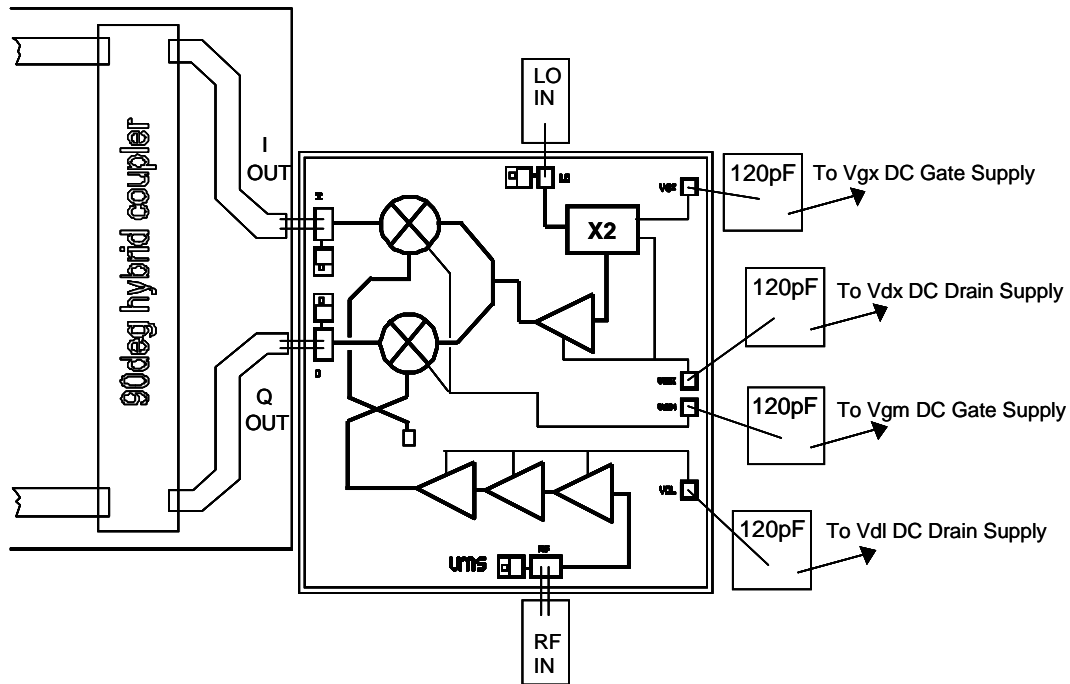 90deg hybrid coupler
I
OUT
Q
OUT
LO
IN
X2
ums
RF
RF
IN
120pF
To Vgx DC Gate Supply
120pF
To Vdx DC Drain Supply
120pF
To Vgm DC Gate Supply
120pF
To Vdl DC Drain Supply